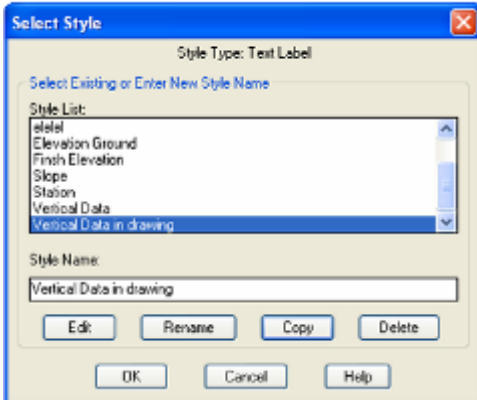 Select Style
Style Type: Text Label
Select Existing or Enter New Style Name
Style List:
elelel
Elevation Ground
Finsh Elevation
Slope
Station
Vertical Data
Vertical Data in drawing
Style Name:
Vertical Data in drawing
Edit Rename Copy Delete
OK Cancel Help